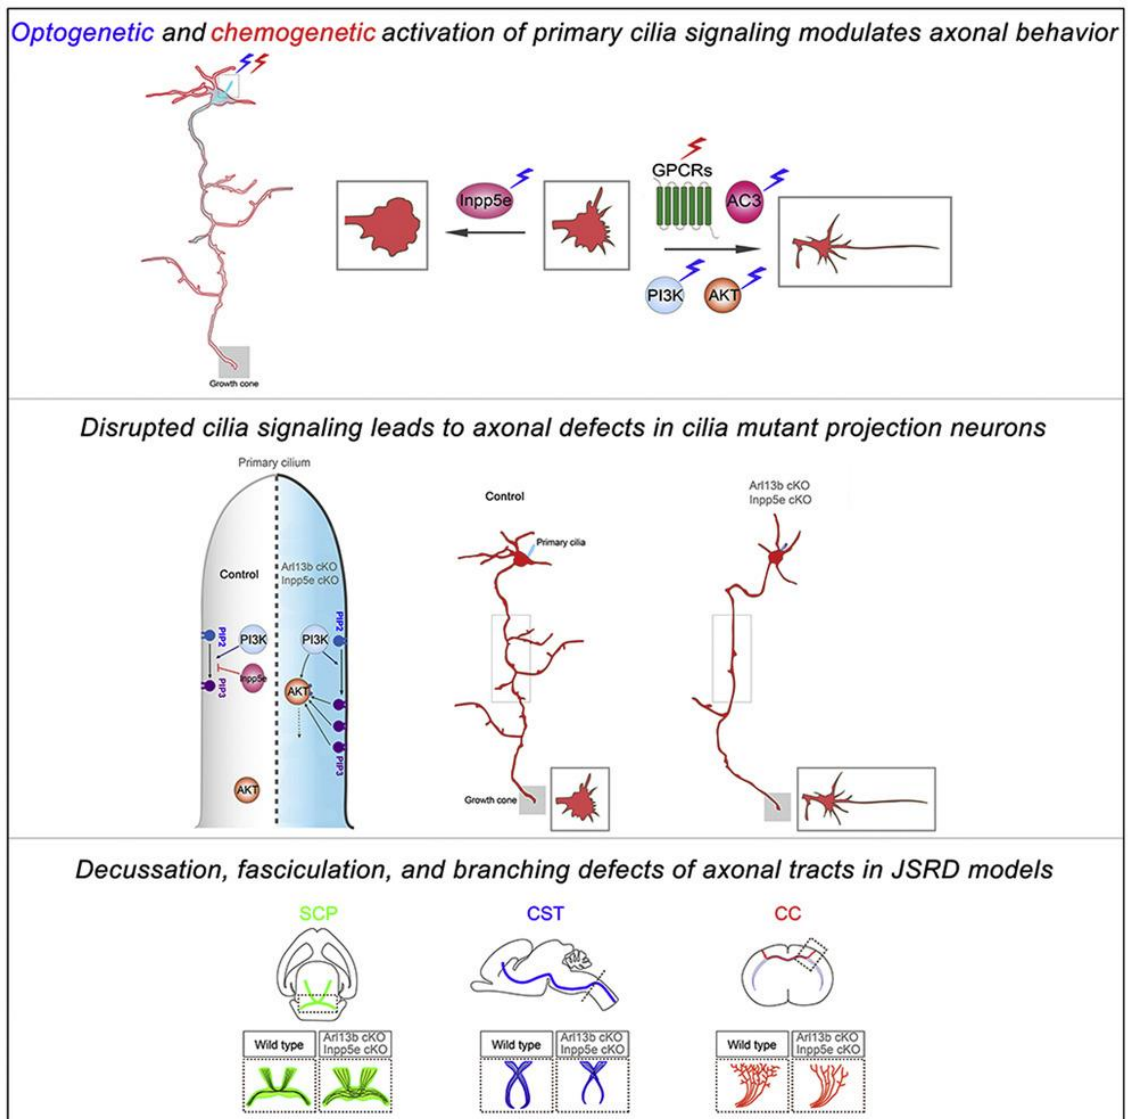 Optogenetic and chemogenetic activation of primary cilia signaling modulates axonal behavior
Growth cone
Inpp5e
GPCRs
AC3
PI3K
AKT
Disrupted cilia signaling leads to axonal defects in cilia mutant projection neurons
Primary cilium
Control
Arl13b cKO
Inpp5e cKO
PIP2
PI3K
Inpp5e
PIP3
AKT
PI3K
PIP2
AKT
PIP3
Control
Primary cilia
Growth cone
Arl13b cKO
Inpp5e cKO
Decussation, fasciculation, and branching defects of axonal tracts in JSRD models
SCP
Wild type
Arl13b cKO
Inpp5e cKO
CST
Wild type
Arl13b cKO
Inpp5e cKO
CC
Wild type
Arl13b cKO
Inpp5e cKO